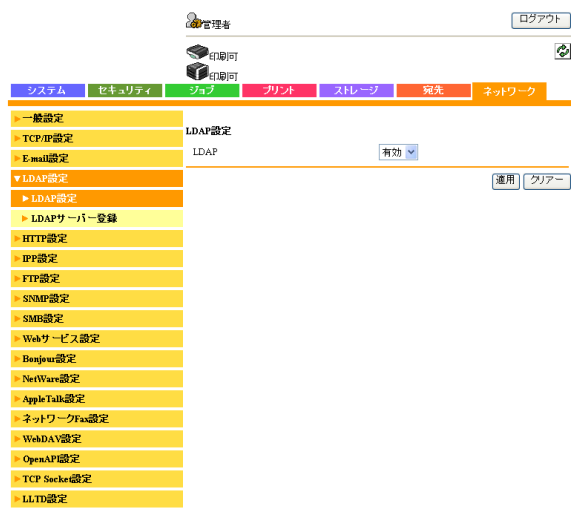 管理者
ログアウト
印刷可
印刷可
システム
セキュリティ
ジョブ
プリント
ストレージ
宛先
ネットワーク
一般設定
TCP/IP設定
E-mail設定
LDAP設定
LDAP設定
LDAPサーバー登録
HTTP設定
IPP設定
FTP設定
SNMP設定
SMB設定
Webサービス設定
Bonjour設定
NetWare設定
AppleTalk設定
ネットワークFax設定
WebDAV設定
OpenAPI設定
TCP Socket設定
LLTD設定
LDAP設定
LDAP 有効
適用 クリアー